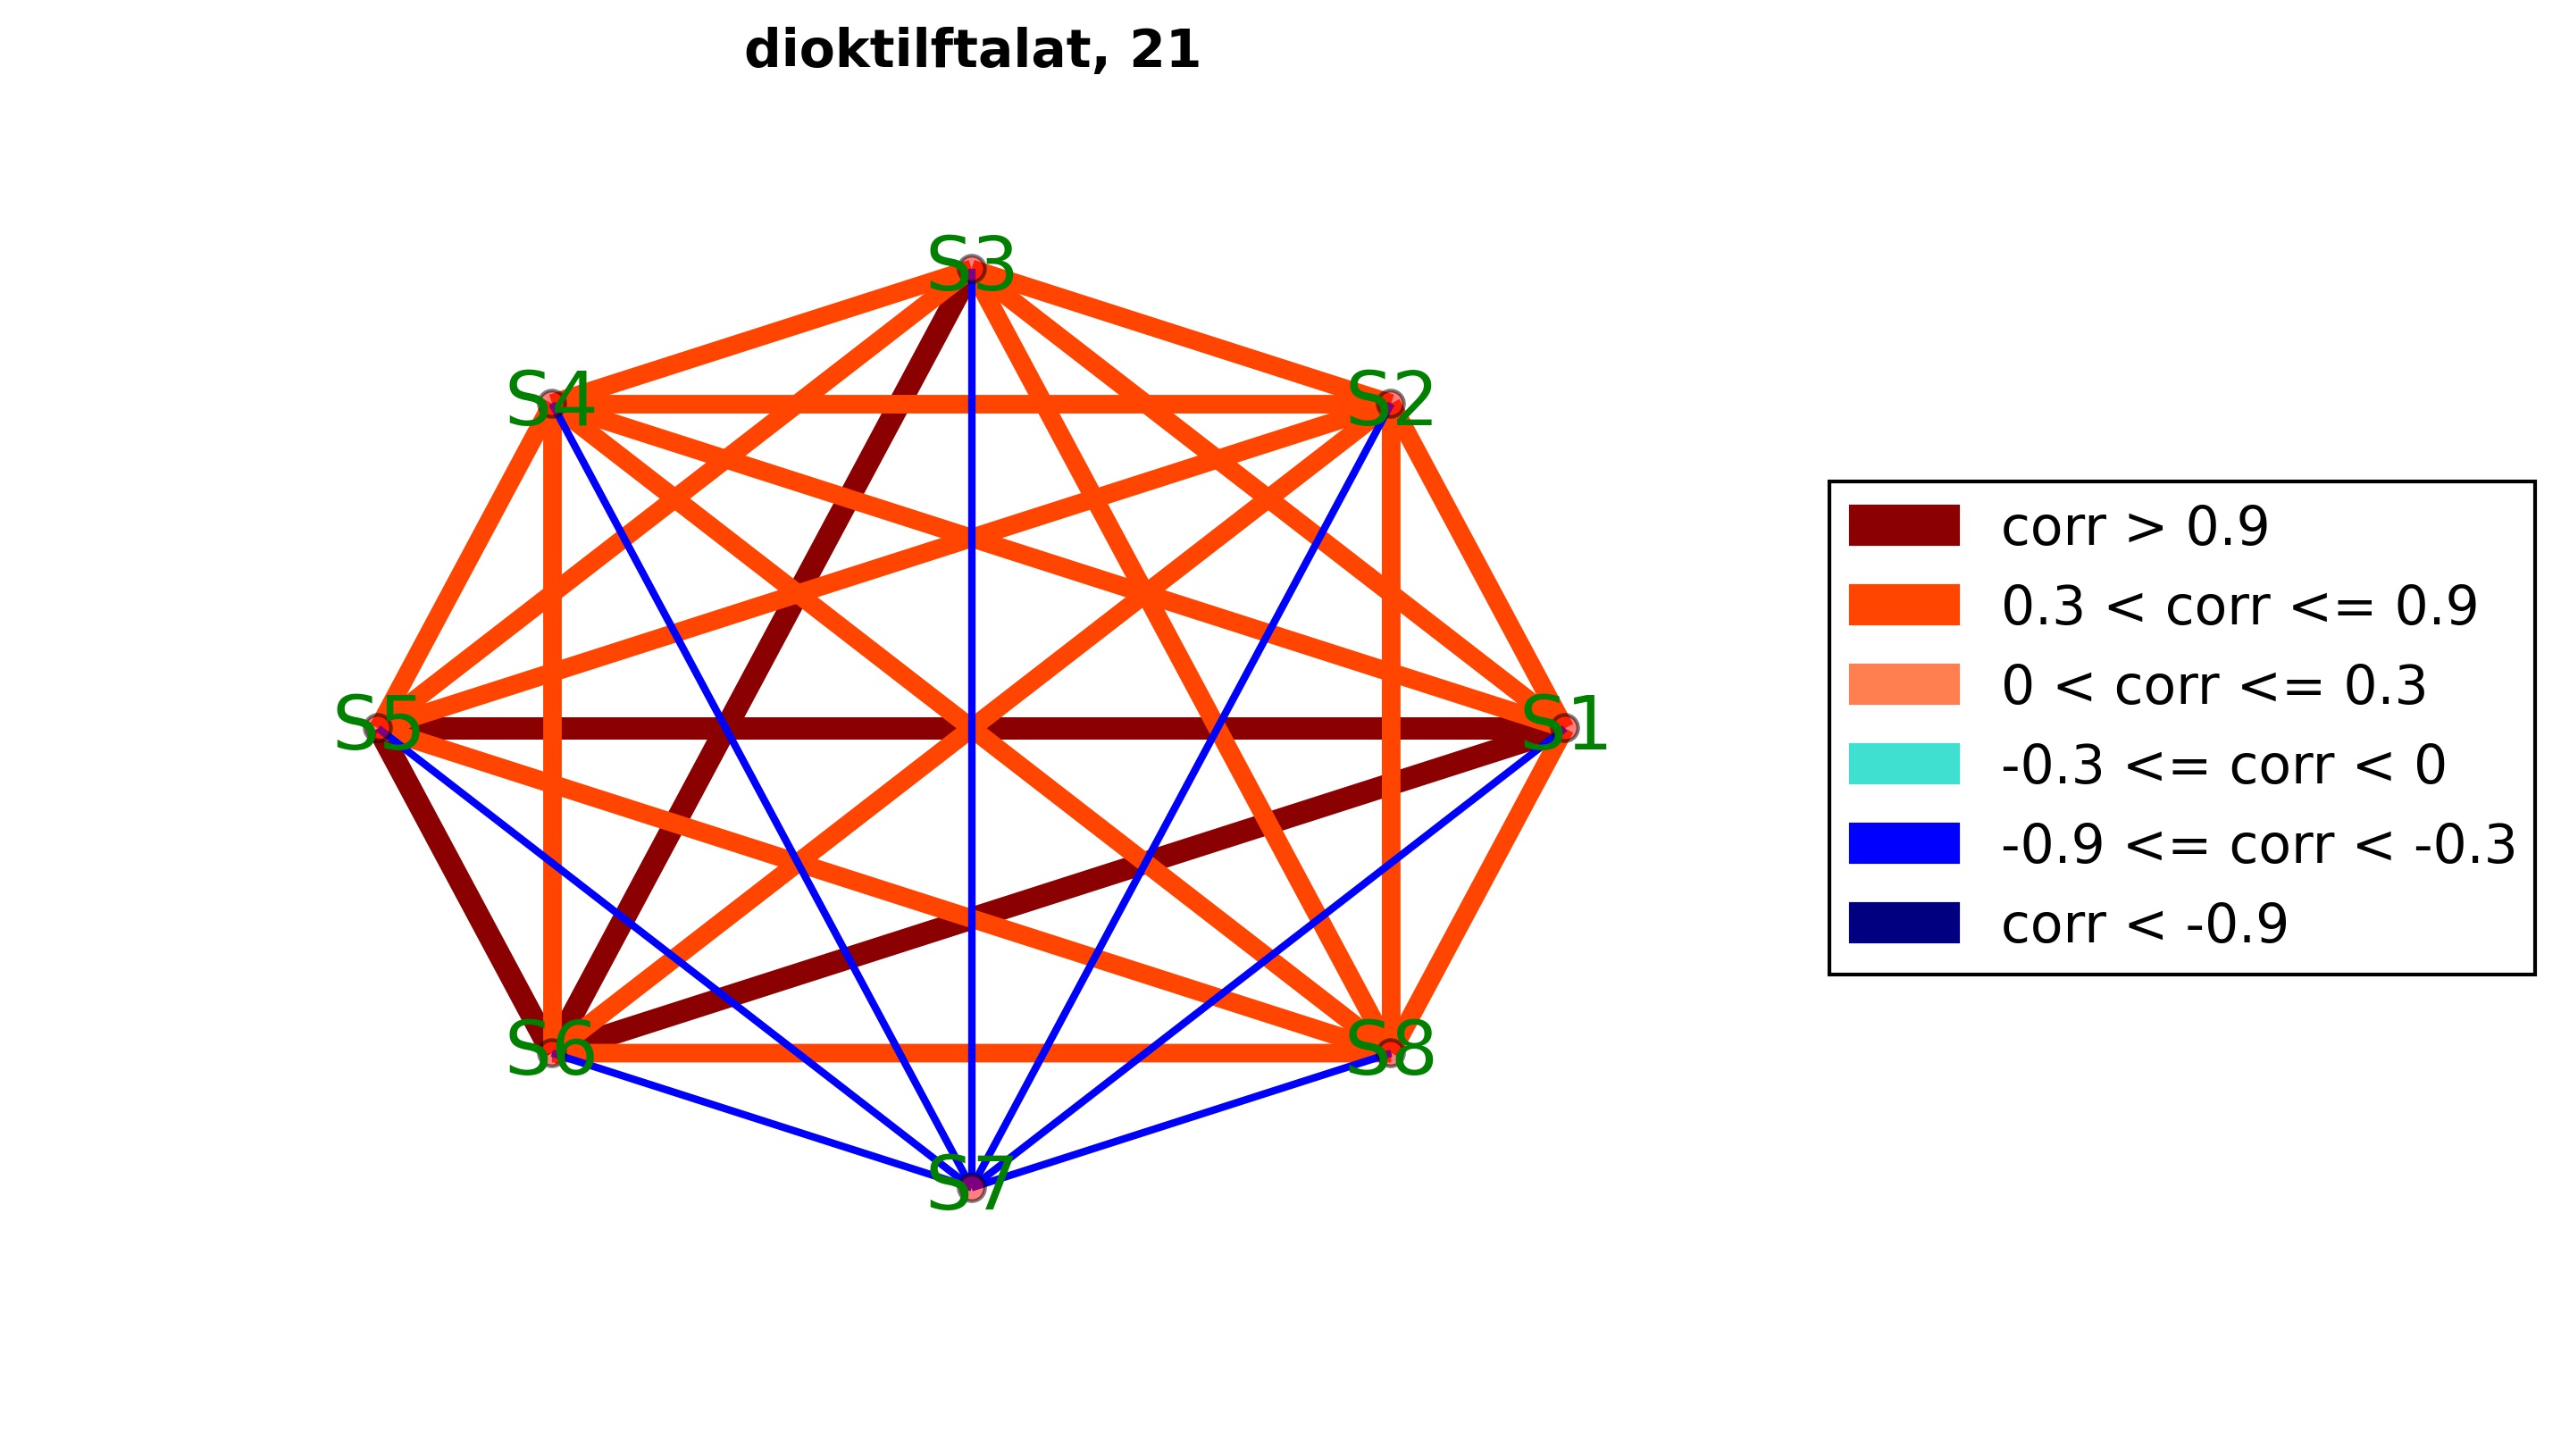 dioktilftalat, 21
S3
S4
S2
S5
S1
S6
S8
S7
corr > 0.9
0.3 < corr <= 0.9
0 < corr <= 0.3
-0.3 <= corr < 0
-0.9 <= corr < -0.3
corr < -0.9